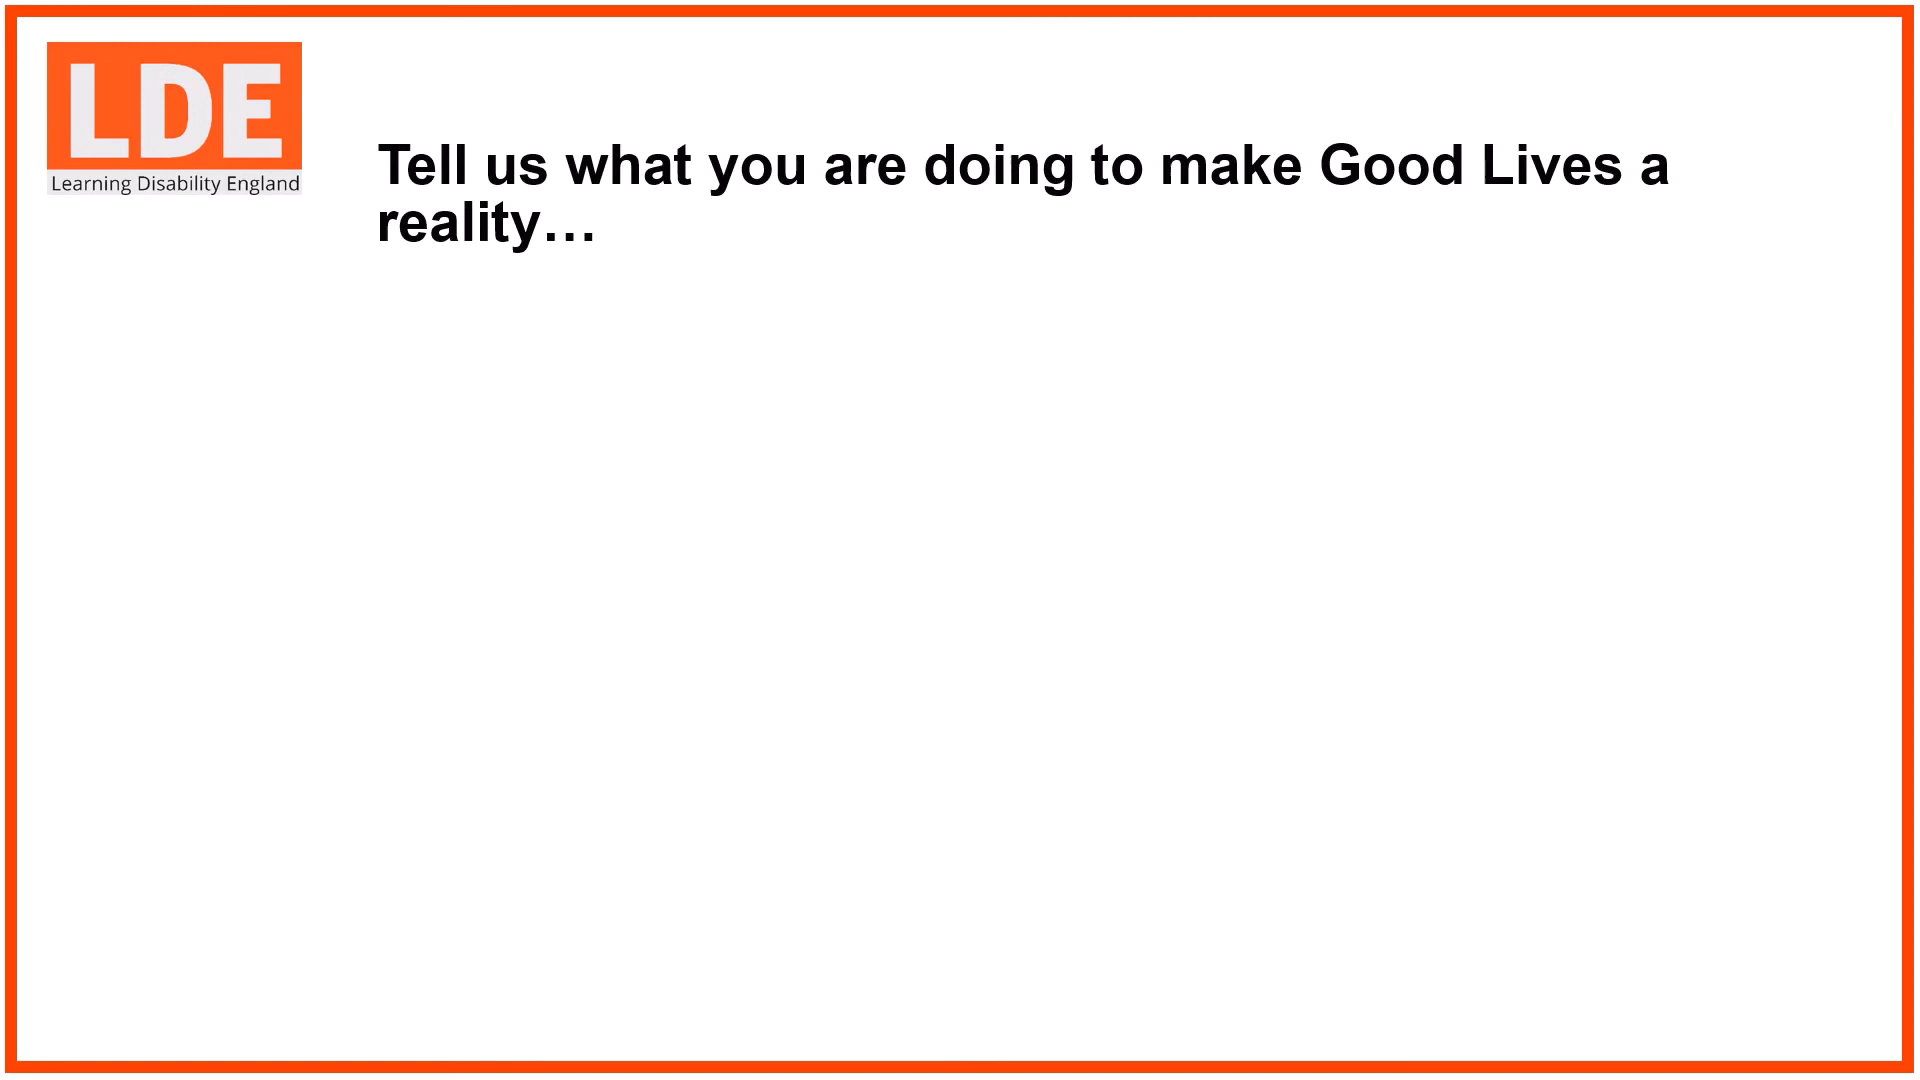 LDE
Learning Disability England
Tell us what you are doing to make Good Lives a
reality…